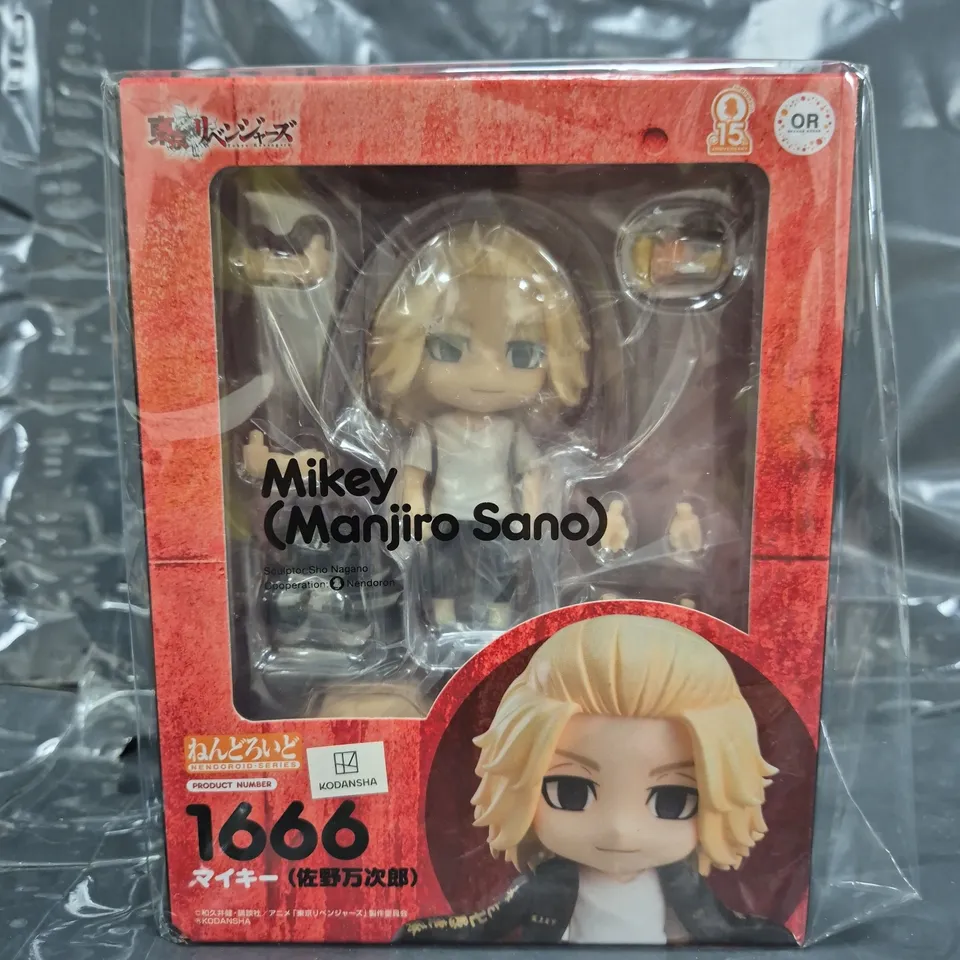 東京リベンジャーズ
15
OR
Mikey
(Manjiro Sano)
Sculptor:Sho Nagano
Cooperation: Nendoron
ねんどろいど
NENDOROID-SERIES
PRODUCT NUMBER
KODANSHA
1666
マイキー(佐野万次郎)
©和久井健・講談社/アニメ「東京リベンジャーズ」製作委員会
®KODANSHA